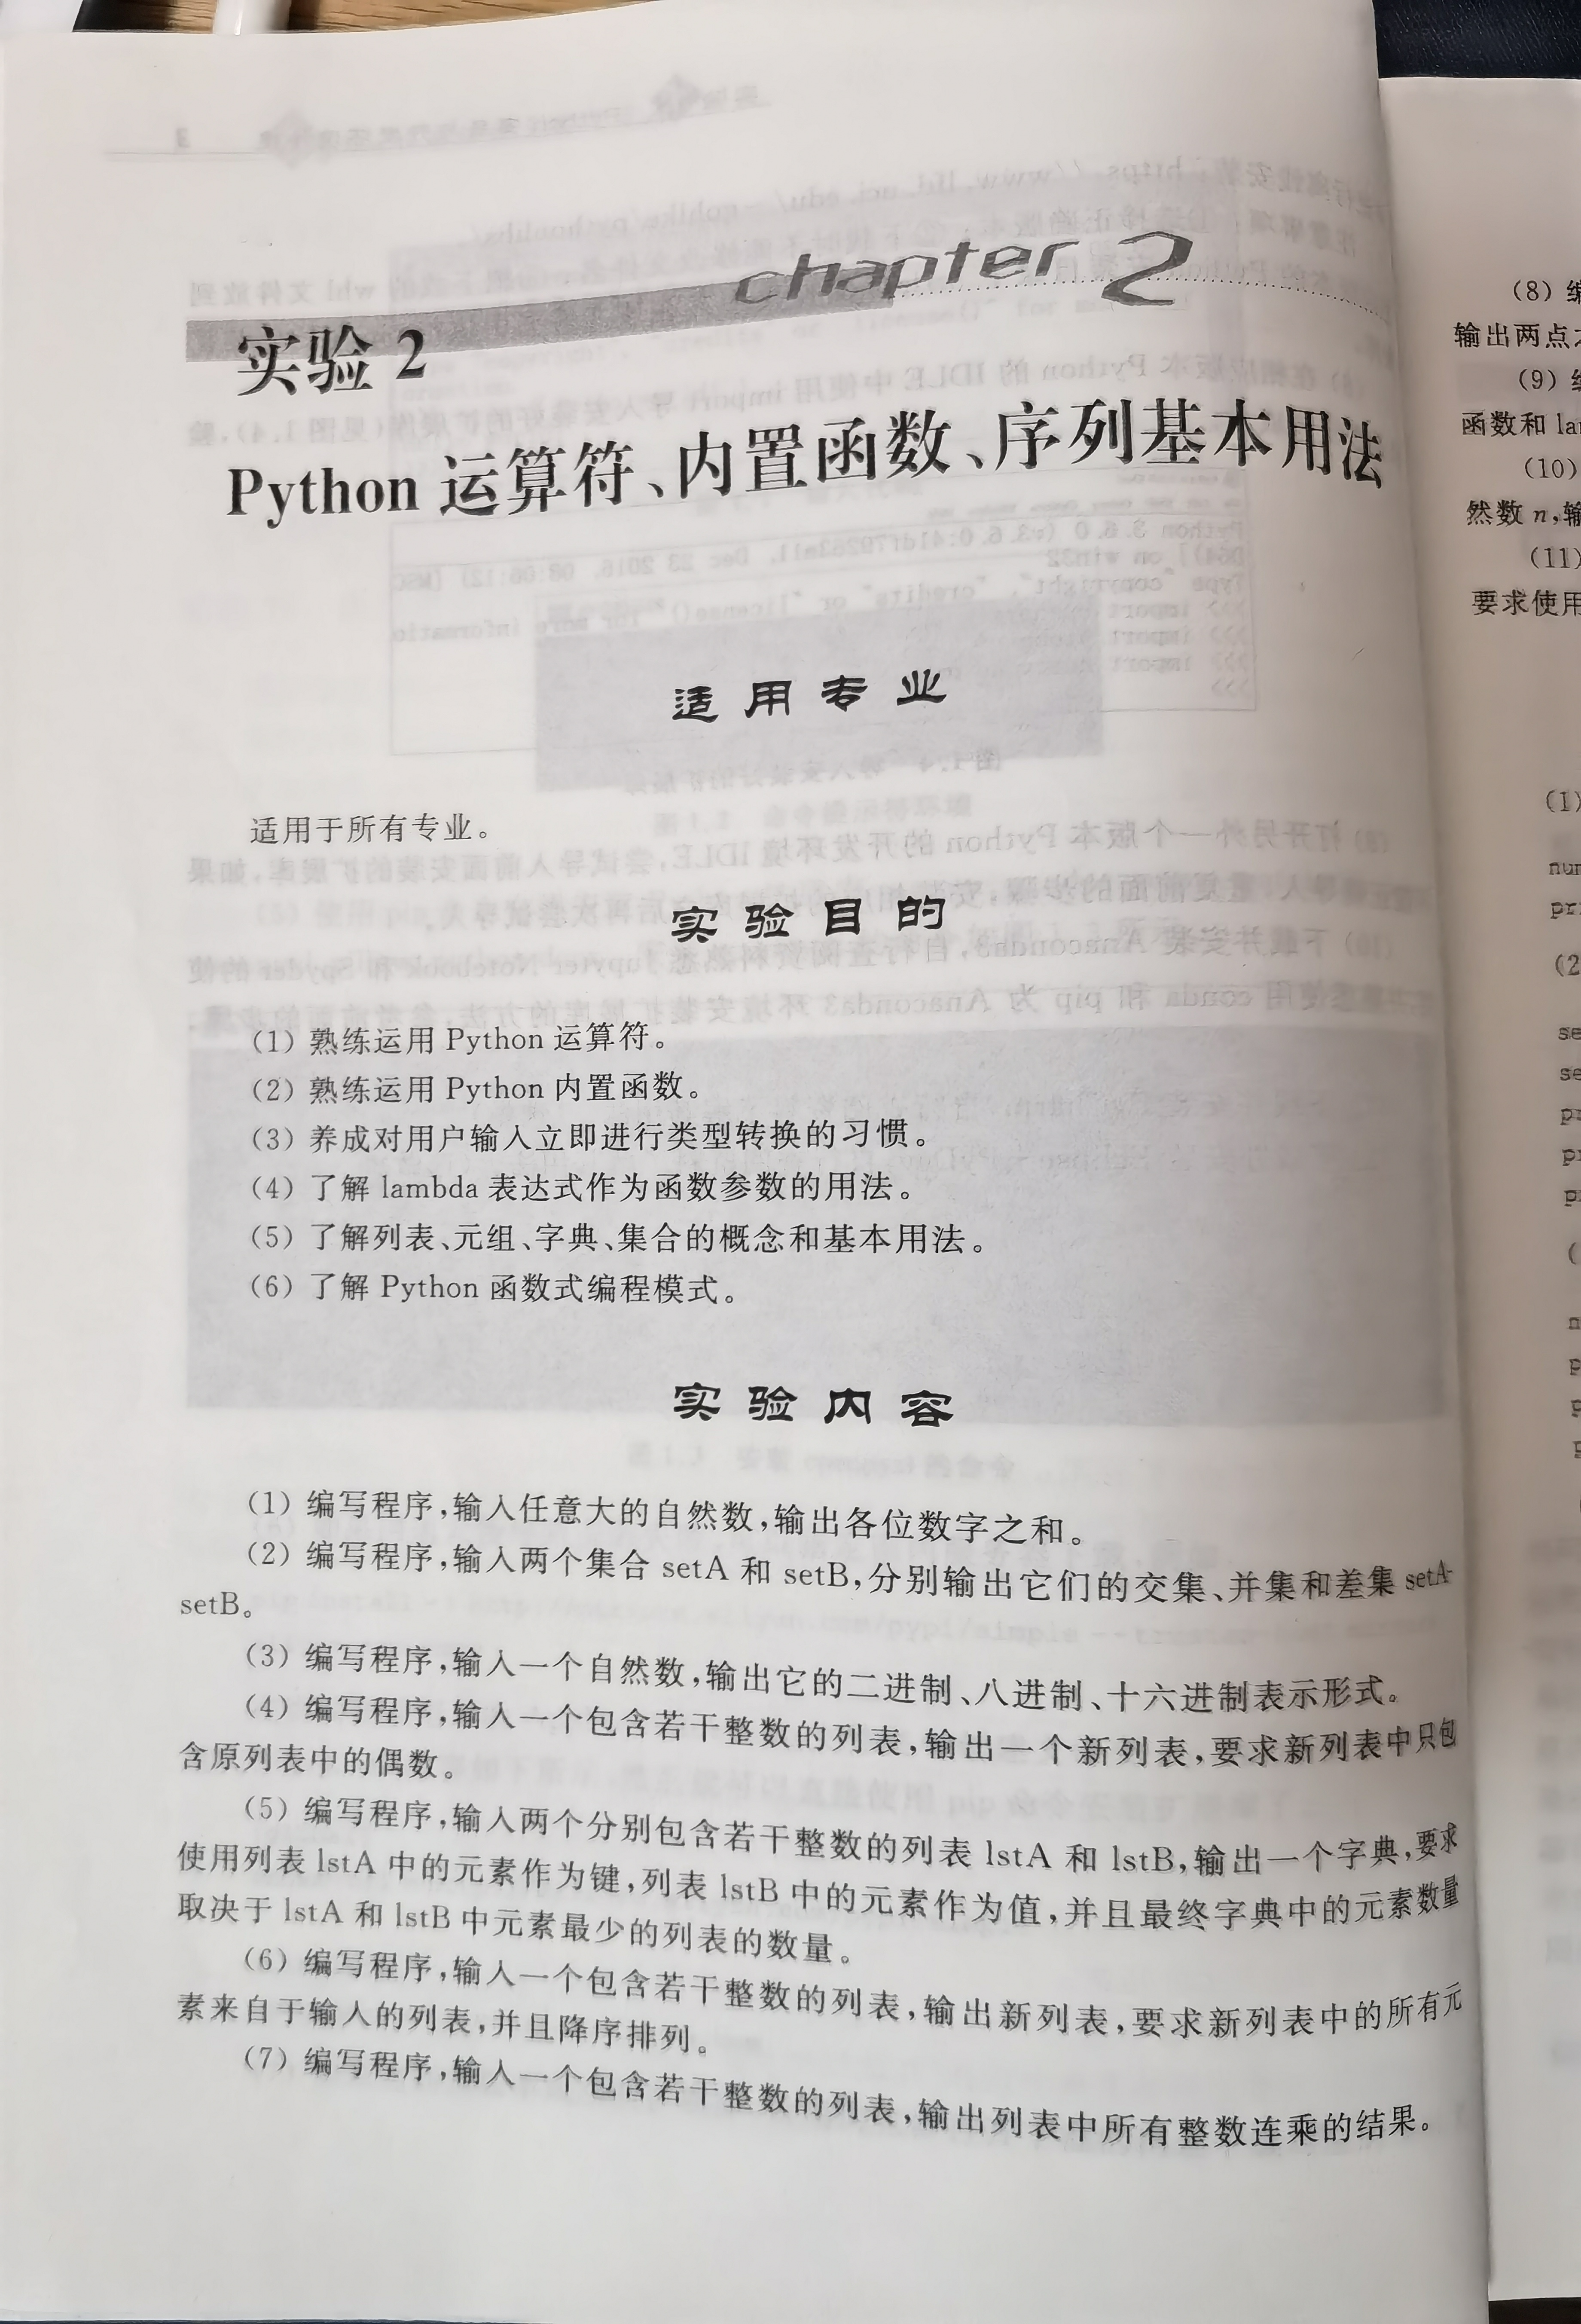 chapter 2
实验 2
Python 运算符、内置函数、序列基本用法
适用专业
适用于所有专业。
实验目的
(1) 熟练运用 Python 运算符。
(2) 熟练运用 Python 内置函数。
(3) 养成对用户输入立即进行类型转换的习惯。
(4) 了解 lambda 表达式作为函数参数的用法。
(5) 了解列表、元组、字典、集合的概念和基本用法。
(6) 了解 Python 函数式编程模式。
实验内容
(1) 编写程序,输入任意大的自然数,输出各位数字之和。
(2) 编写程序,输入两个集合 setA 和 setB,分别输出它们的交集、并集和差集 setA-
setB。
(3) 编写程序,输入一个自然数,输出它的二进制、八进制、十六进制表示形式。
(4) 编写程序,输入一个包含若干整数的列表,输出一个新列表,要求新列表中只包
含原列表中的偶数。
(5) 编写程序,输入两个分别包含若干整数的列表 lstA 和 lstB,输出一个字典,要求
使用列表 lstA 中的元素作为键,列表 lstB 中的元素作为值,并且最终字典中的元素数量
取决于 lstA 和 lstB 中元素最少的列表的数量。
(6) 编写程序,输入一个包含若干整数的列表,输出新列表,要求新列表中的所有元
素来自于输入的列表,并且降序排列。
(7) 编写程序,输入一个包含若干整数的列表,输出列表中所有整数连乘的结果。
(8) 编
输出两点
(9)
函数和 la
(10)
然数 n,输
(11)
要求使用
(1)
num
pri
(2
se
se
pr
pr
p